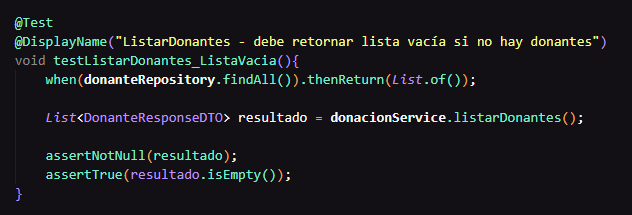 @Test
@DisplayName("ListarDonantes - debe retornar lista vacía si no hay donantes")
void testListarDonantes_ListaVacia(){
    when(donanteRepository.findAll()).thenReturn(List.of());

    List<DonanteResponseDTO> resultado = donacionService.listarDonantes();

    assertNotNull(resultado);
    assertTrue(resultado.isEmpty());
}